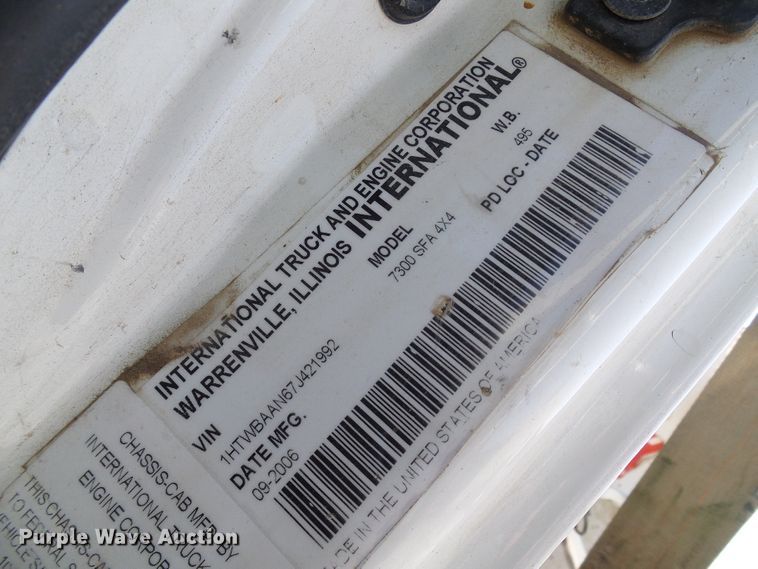 INTERNATIONAL TRUCK AND ENGINE CORPORATION
WARRENVILLE, ILLINOIS INTERNATIONAL®
VIN MODEL W.B.
1HTWBAAN67J421992 7300 SFA 4X4 495
DATE MFG. PD LOC - DATE
09-2006
DE IN THE UNITED STATES OF AMERICA
CHASSIS-CAB MFD BY
INTERNATIONAL TRUCK
ENGINE CORPOR
THIS CHASSIS-CA
TO FEDERAL
Purple Wave Auction